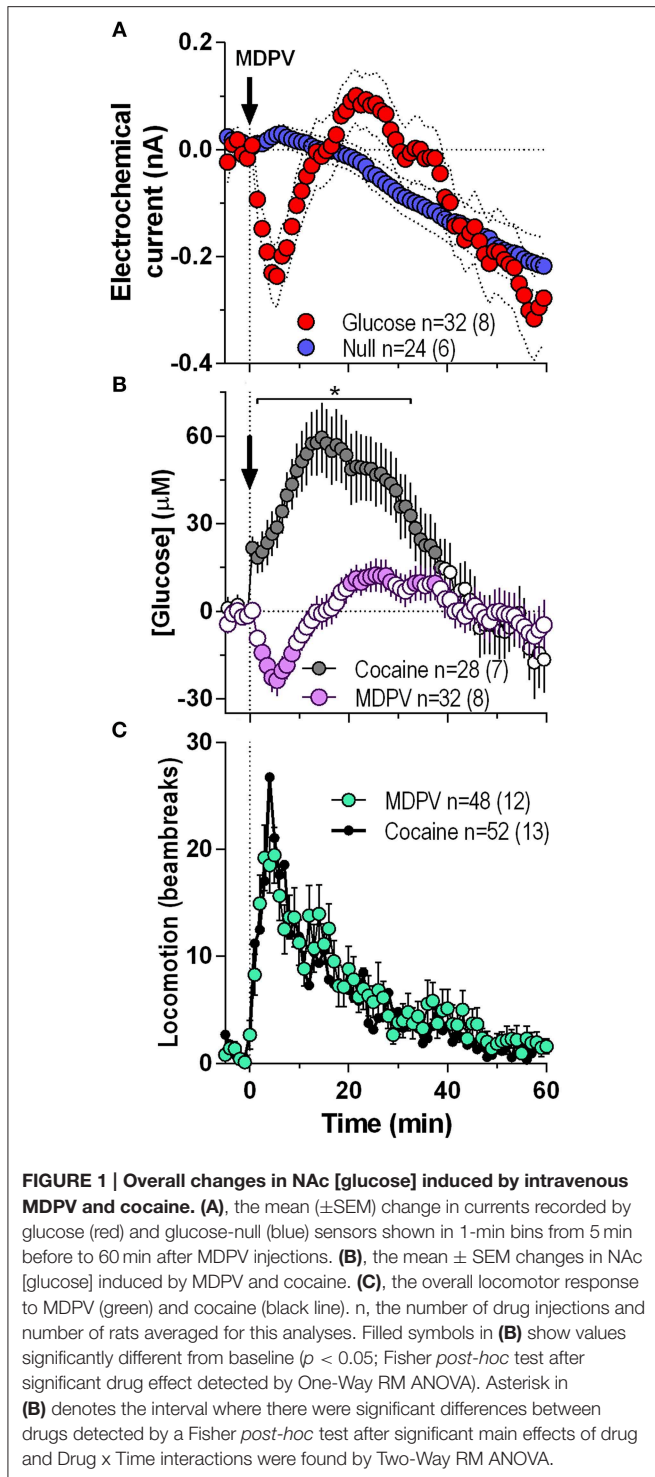 A
MDPV
0.2
0.0
-0.2
-0.4
Electrochemical
current (nA)
Glucose n=32 (8)
Null n=24 (6)
B
*
60
30
0
-30
[Glucose] (μM)
Cocaine n=28 (7)
MDPV n=32 (8)
C
30
20
10
0
Locomotion (beambreaks)
MDPV n=48 (12)
Cocaine n=52 (13)
0 20 40 60
Time (min)
FIGURE 1 | Overall changes in NAc [glucose] induced by intravenous
MDPV and cocaine. (A), the mean (±SEM) change in currents recorded by
glucose (red) and glucose-null (blue) sensors shown in 1-min bins from 5 min
before to 60 min after MDPV injections. (B), the mean ± SEM changes in NAc
[glucose] induced by MDPV and cocaine. (C), the overall locomotor response
to MDPV (green) and cocaine (black line). n, the number of drug injections and
number of rats averaged for this analyses. Filled symbols in (B) show values
significantly different from baseline (p < 0.05; Fisher post-hoc test after
significant drug effect detected by One-Way RM ANOVA). Asterisk in
(B) denotes the interval where there were significant differences between
drugs detected by a Fisher post-hoc test after significant main effects of drug
and Drug x Time interactions were found by Two-Way RM ANOVA.